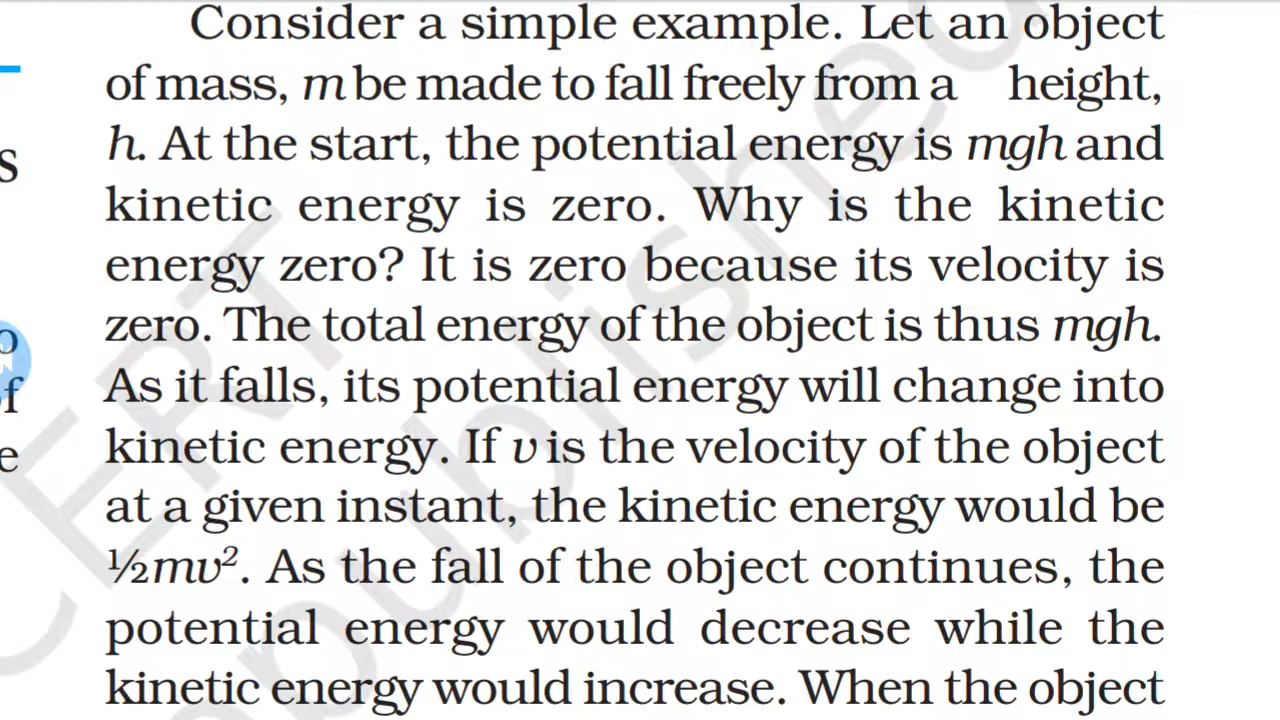 Consider a simple example. Let an object
of mass, m be made to fall freely from a height,
h. At the start, the potential energy is mgh and
kinetic energy is zero. Why is the kinetic
energy zero? It is zero because its velocity is
zero. The total energy of the object is thus mgh.
As it falls, its potential energy will change into
kinetic energy. If v is the velocity of the object
at a given instant, the kinetic energy would be
½mv². As the fall of the object continues, the
potential energy would decrease while the
kinetic energy would increase. When the object